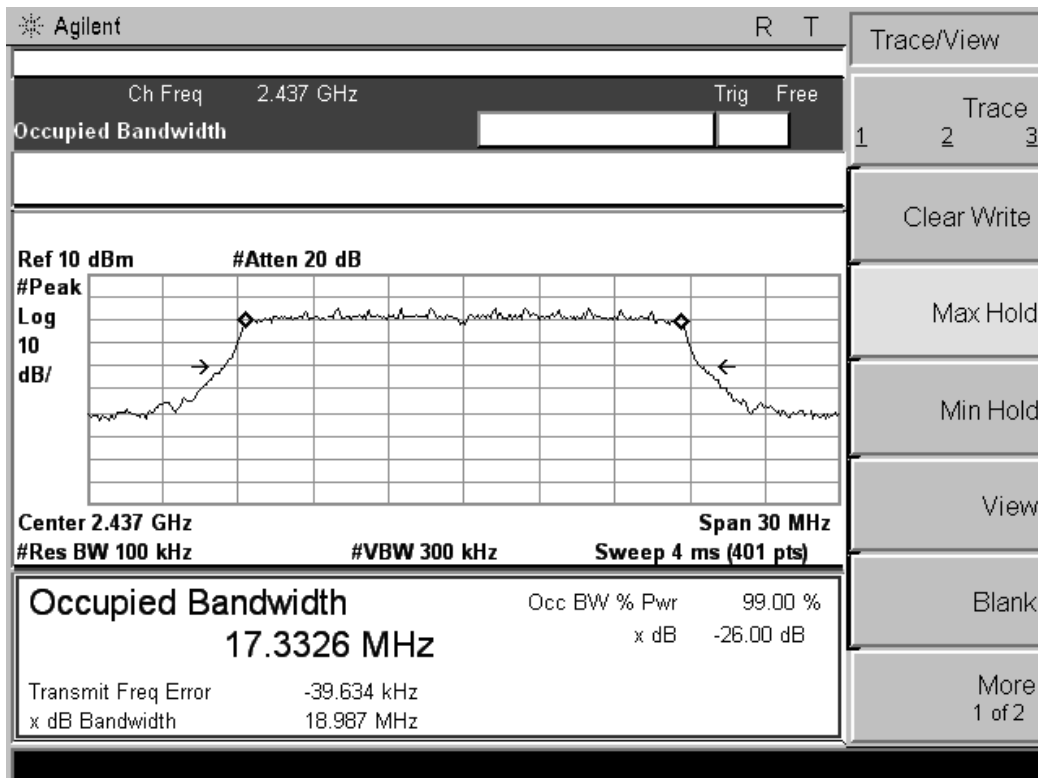 Agilent R T
Trace/View
Ch Freq 2.437 GHz Trig Free
Occupied Bandwidth
Trace
1 2 3
Clear Write
Ref 10 dBm #Atten 20 dB
#Peak
Log
10
dB/
Max Hold
Min Hold
View
Center 2.437 GHz Span 30 MHz
#Res BW 100 kHz #VBW 300 kHz Sweep 4 ms (401 pts)
Occupied Bandwidth Occ BW % Pwr 99.00 %
17.3326 MHz x dB -26.00 dB
Transmit Freq Error -39.634 kHz
x dB Bandwidth 18.987 MHz
Blank
More
1 of 2